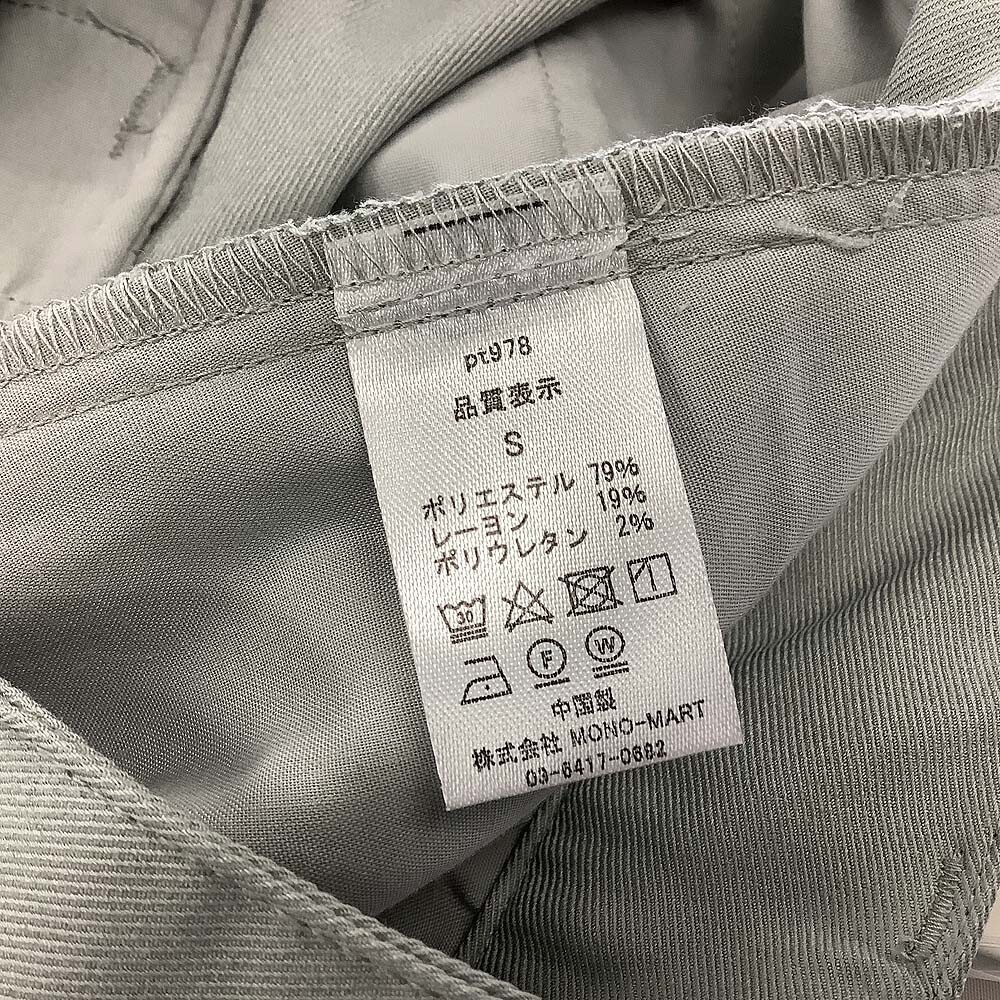 pt978
品質表示
S
ポリエステル 79%
レーヨン 19%
ポリウレタン 2%
30
F W
中国製
株式会社 MONO-MART
03-6417-0682